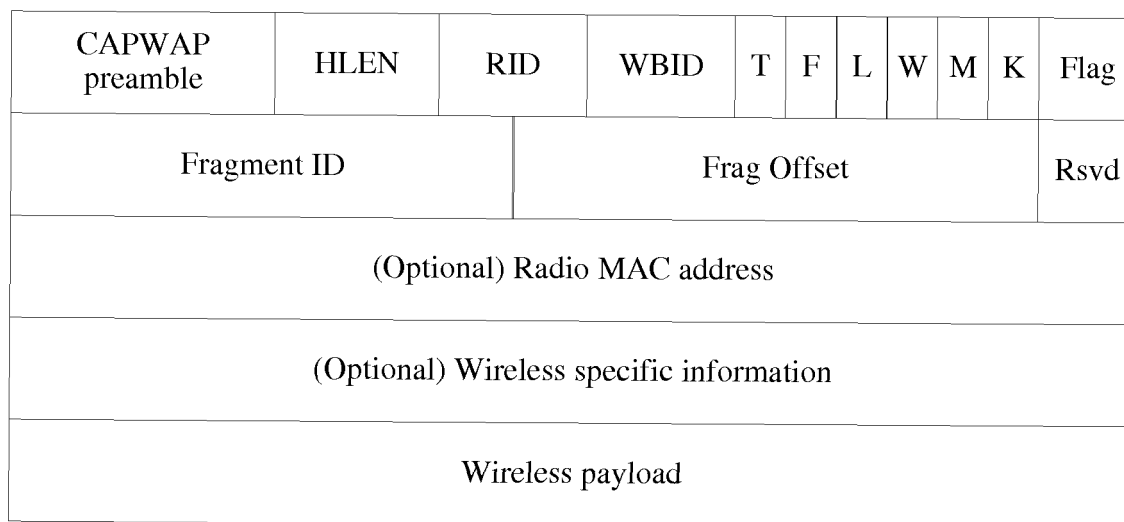 CAPWAP
preamble
HLEN
RID
WBID
T
F
L
W
M
K
Flag
Fragment ID
Frag Offset
Rsvd
(Optional) Radio MAC address
(Optional) Wireless specific information
Wireless payload